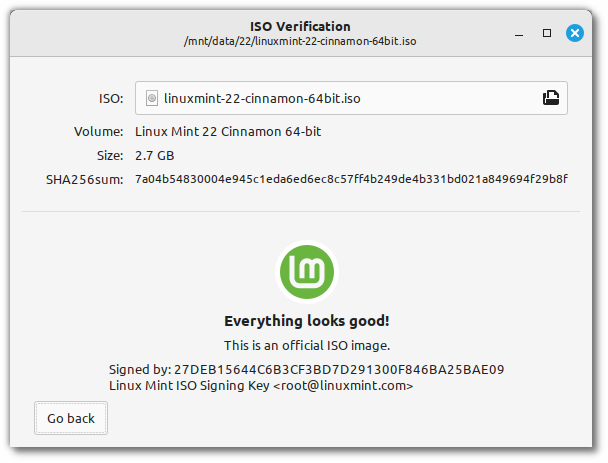 ISO Verification
/mnt/data/22/linuxmint-22-cinnamon-64bit.iso
ISO: linuxmint-22-cinnamon-64bit.iso
Volume: Linux Mint 22 Cinnamon 64-bit
Size: 2.7 GB
SHA256sum: 7a04b54830004e945c1eda6ed6ec8c57ff4b249de4b331bd021a849694f29b8f
Everything looks good!
This is an official ISO image.
Signed by: 27DEB15644C6B3CF3BD7D291300F846BA25BAE09
Linux Mint ISO Signing Key <root@linuxmint.com>
Go back